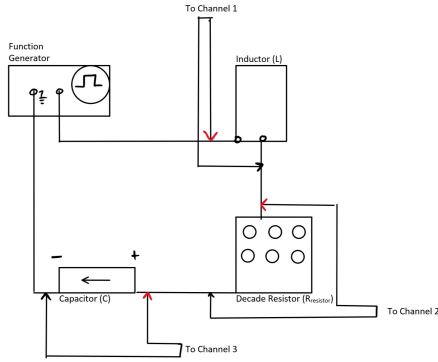 To Channel 1
Function
Generator
Inductor (L)
- +
Capacitor (C)
Decade Resistor (Rresistor)
To Channel 2
To Channel 3